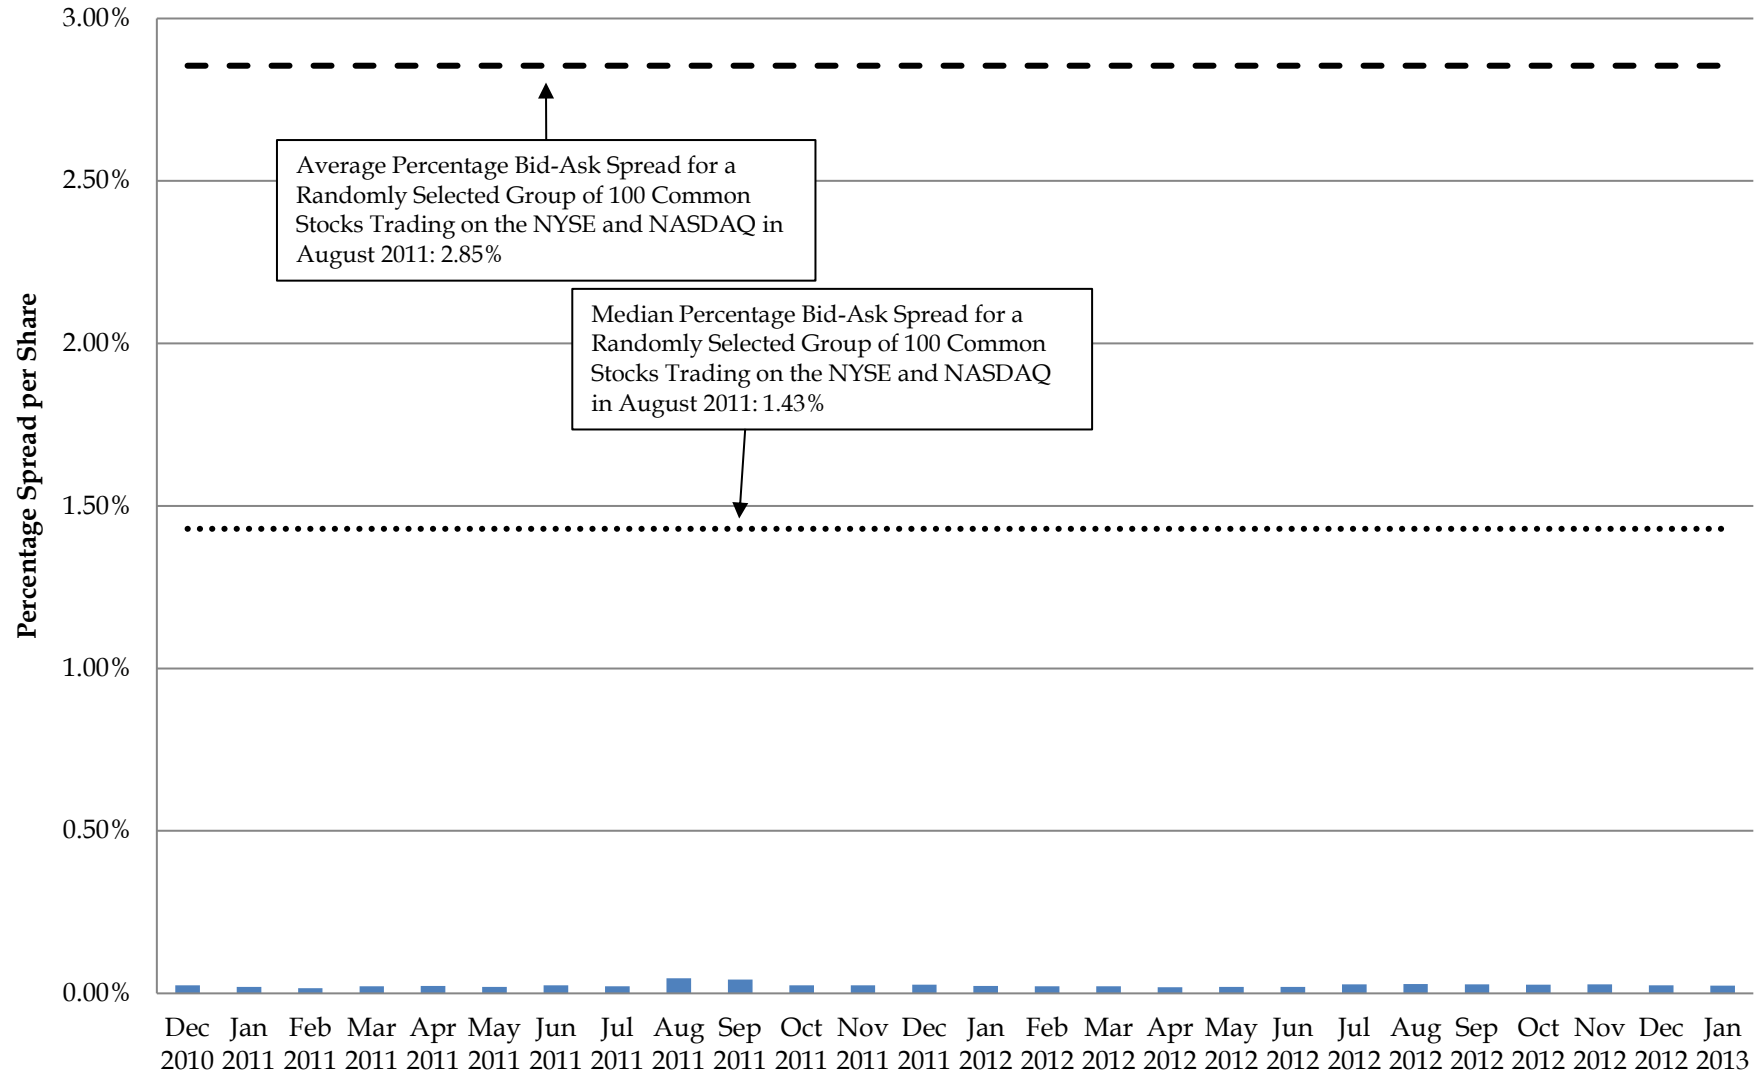 3.00%
Average Percentage Bid-Ask Spread for a
Randomly Selected Group of 100 Common
Stocks Trading on the NYSE and NASDAQ in
August 2011: 2.85%
2.50%
Median Percentage Bid-Ask Spread for a
Randomly Selected Group of 100 Common
Stocks Trading on the NYSE and NASDAQ
in August 2011: 1.43%
2.00%
Percentage Spread per Share
1.50%
1.00%
0.50%
0.00%
Dec Jan Feb Mar Apr May Jun Jul Aug Sep Oct Nov Dec Jan Feb Mar Apr May Jun Jul Aug Sep Oct Nov Dec Jan
2010 2011 2011 2011 2011 2011 2011 2011 2011 2011 2011 2011 2011 2012 2012 2012 2012 2012 2012 2012 2012 2012 2012 2012 2012 2013